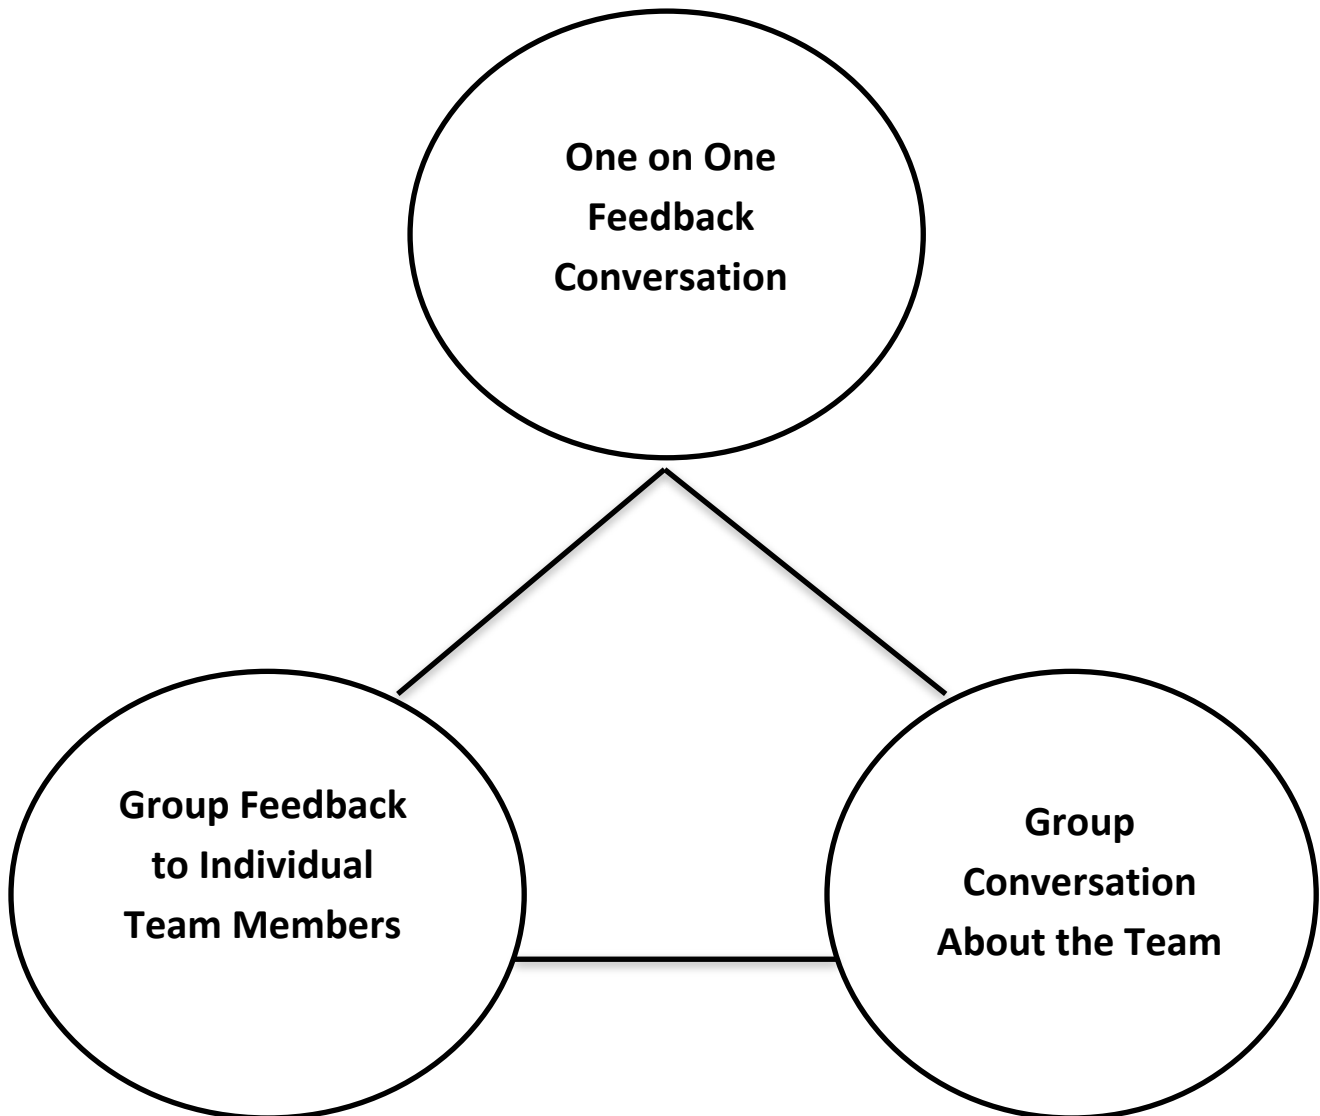 One on One
Feedback
Conversation
Group Feedback
to Individual
Team Members
Group
Conversation
About the Team